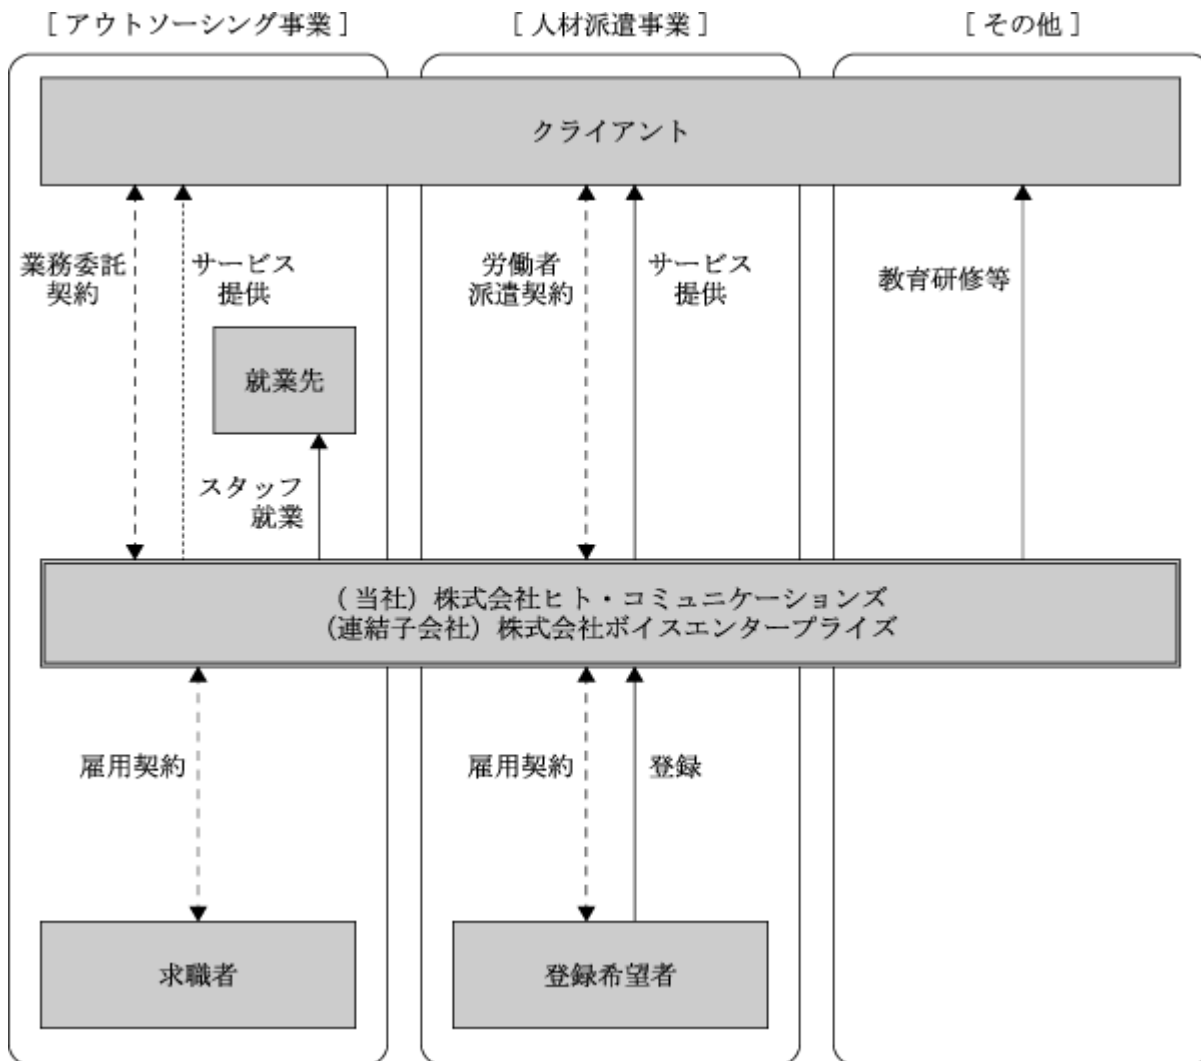 ［アウトソーシング事業］
［人材派遣事業］
［その他］
クライアント
業務委託
契約
サービス
提供
労働者
派遣契約
サービス
提供
教育研修等
就業先
スタッフ
就業
（当社）株式会社ヒト・コミュニケーションズ
（連結子会社）株式会社ボイスエンタープライズ
雇用契約
雇用契約
登録
求職者
登録希望者